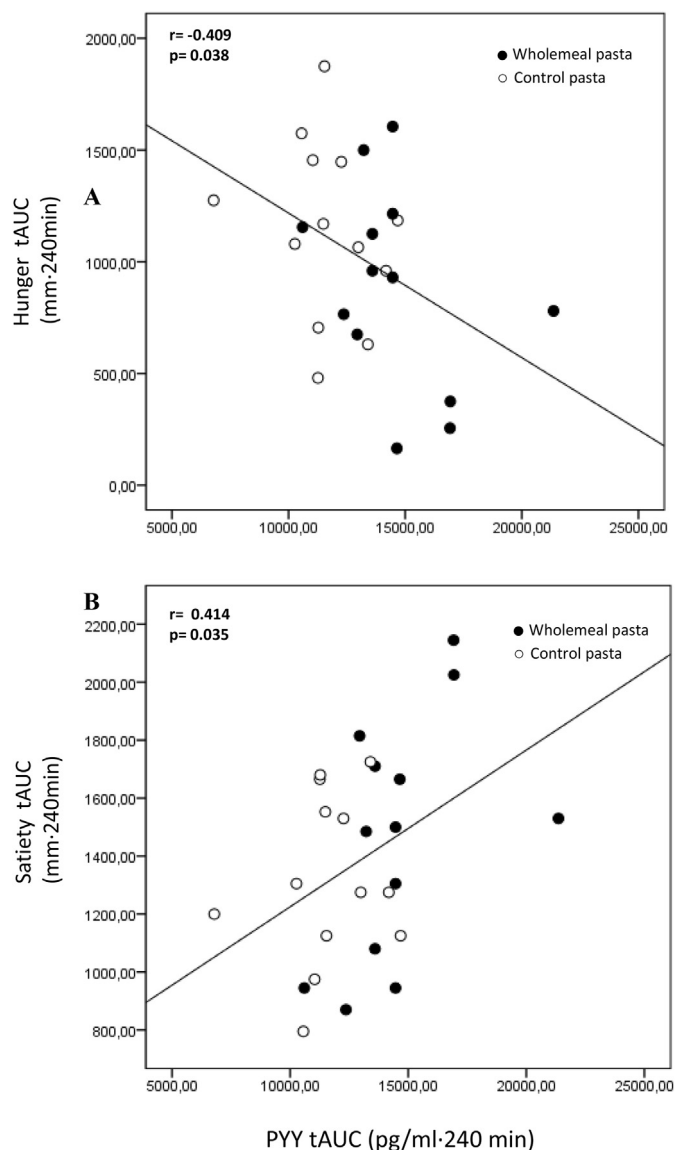 r= -0.409
p= 0.038
Wholemeal pasta
Control pasta
A
Hunger tAUC
(mm·240min)
2000,00
1500,00
1000,00
500,00
0,00
5000,00 10000,00 15000,00 20000,00 25000,00
B
r= 0.414
p= 0.035
Wholemeal pasta
Control pasta
Satiety tAUC
(mm·240min)
2200,00
2000,00
1800,00
1600,00
1400,00
1200,00
1000,00
800,00
5000,00 10000,00 15000,00 20000,00 25000,00
PYY tAUC (pg/ml·240 min)